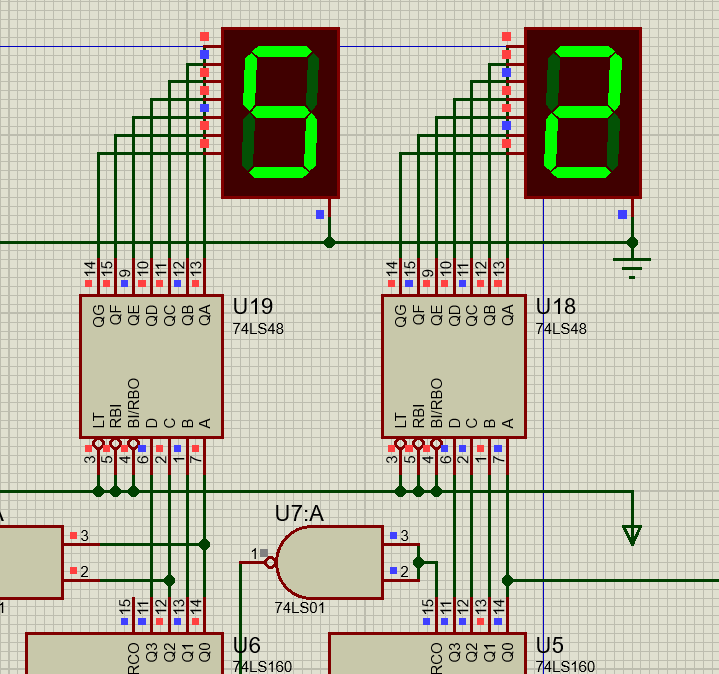 14 15 9 10 11 12 13
14 15 9 10 11 12 13
QG QF QE QD QC QB QA
U19
74LS48
QG QF QE QD QC QB QA
U18
74LS48
LT RBI BI/RBO D C B A
LT RBI BI/RBO D C B A
3 5 4 6 2 1 7
3 5 4 6 2 1 7
A
U7:A
3
2
1
3
2
1
74LS01
15 11 12 13 14
15 11 12 13 14
RCO Q3 Q2 Q1 Q0
U6
74LS160
RCO Q3 Q2 Q1 Q0
U5
74LS160